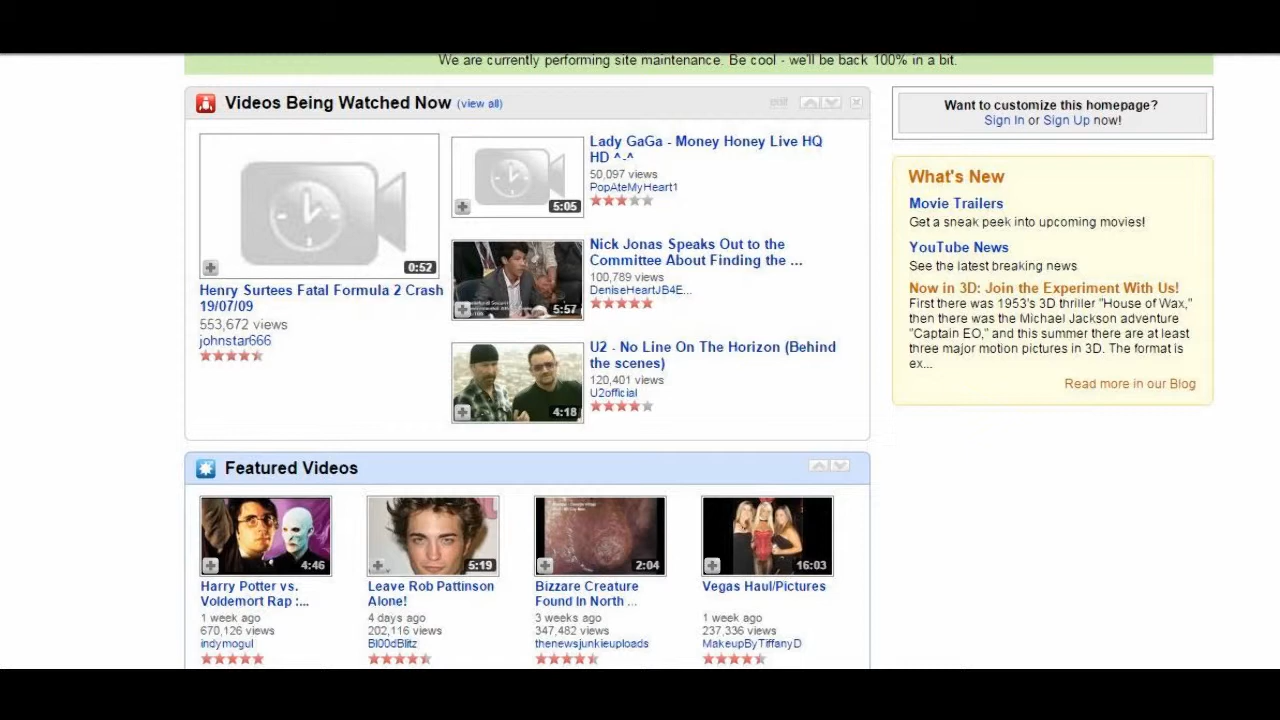 We are currently performing site maintenance. Be cool - we'll be back 100% in a bit.
Videos Being Watched Now (view all)
edit
0:52
Henry Surtees Fatal Formula 2 Crash
19/07/09
553,672 views
johnstar666
5:05
Lady GaGa - Money Honey Live HQ
HD ^-^
50,097 views
PopAteMyHeart1
5:57
Nick Jonas Speaks Out to the
Committee About Finding the ...
100,789 views
DeniseHeartJB4E...
4:18
U2 - No Line On The Horizon (Behind
the scenes)
120,401 views
U2official
Want to customize this homepage?
Sign In or Sign Up now!
What's New
Movie Trailers
Get a sneak peek into upcoming movies!
YouTube News
See the latest breaking news
Now in 3D: Join the Experiment With Us!
First there was 1953's 3D thriller "House of Wax,"
then there was the Michael Jackson adventure
"Captain EO," and this summer there are at least
three major motion pictures in 3D. The format is
ex...
Read more in our Blog
Featured Videos
4:46
Harry Potter vs.
Voldemort Rap :...
1 week ago
670,126 views
indymogul
5:19
Leave Rob Pattinson
Alone!
4 days ago
202,116 views
Bl00dBlitz
2:04
Bizzare Creature
Found In North ...
3 weeks ago
347,482 views
thenewsjunkieuploads
16:03
Vegas Haul/Pictures
1 week ago
237,336 views
MakeupByTiffanyD